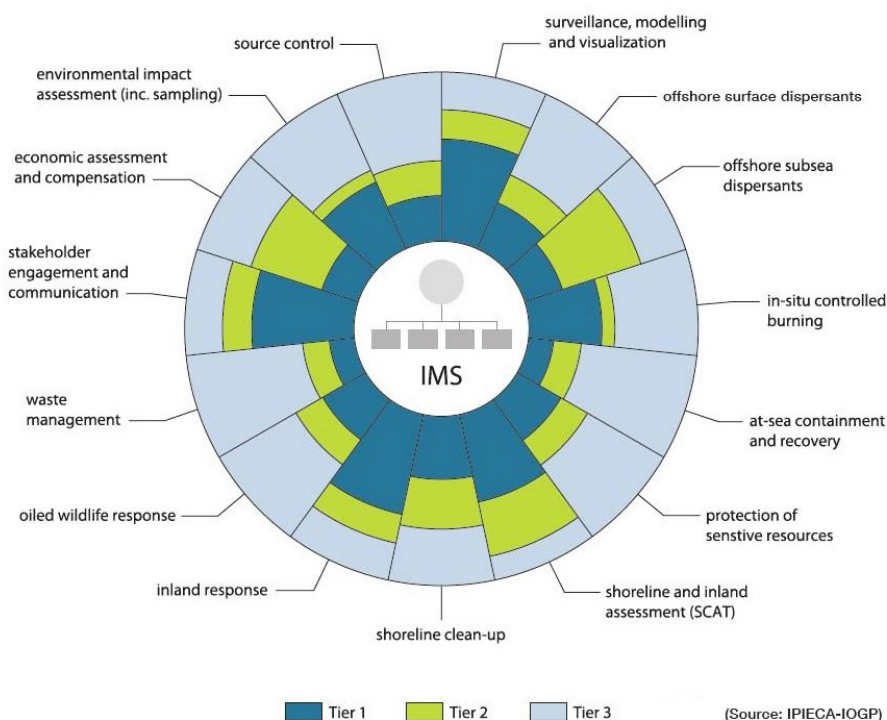 surveillance, modelling
and visualization
offshore surface dispersants
offshore subsea
dispersants
in-situ controlled
burning
at-sea containment
and recovery
protection of
senstive resources
shoreline and inland
assessment (SCAT)
shoreline clean-up
inland response
oiled wildlife response
waste
management
stakeholder
engagement and
communication
economic assessment
and compensation
environmental impact
assessment (inc. sampling)
source control
IMS
Tier 1
Tier 2
Tier 3
(Source: IPIECA-IOGP)